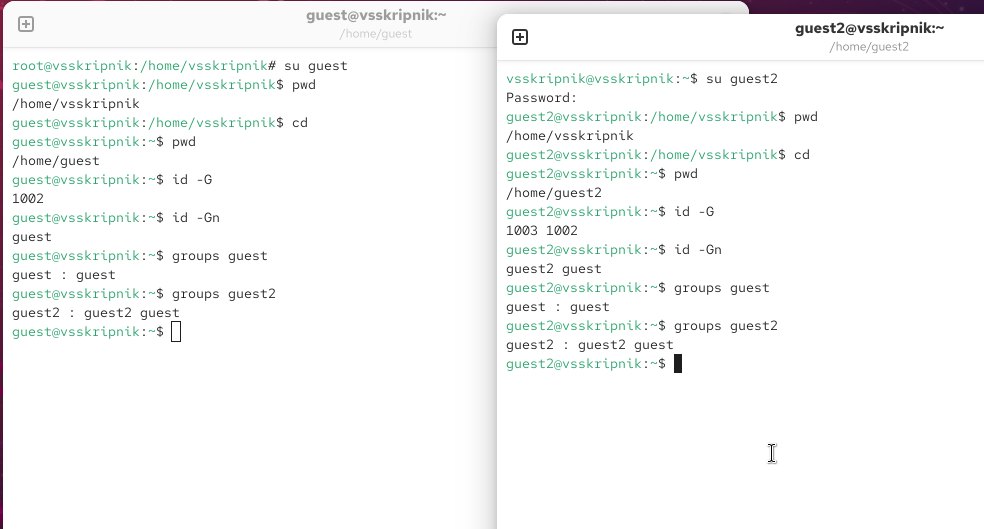 guest@vsskripnik:~
/home/guest
root@vsskripnik:/home/vsskripnik# su guest
guest@vsskripnik:/home/vsskripnik$ pwd
/home/vsskripnik
guest@vsskripnik:/home/vsskripnik$ cd
guest@vsskripnik:~$ pwd
/home/guest
guest@vsskripnik:~$ id -G
1002
guest@vsskripnik:~$ id -Gn
guest
guest@vsskripnik:~$ groups guest
guest : guest
guest@vsskripnik:~$ groups guest2
guest2 : guest2 guest
guest@vsskripnik:~$
guest2@vsskripnik:~
/home/guest2
vsskripnik@vsskripnik:~$ su guest2
Password:
guest2@vsskripnik:/home/vsskripnik$ pwd
/home/vsskripnik
guest2@vsskripnik:/home/vsskripnik$ cd
guest2@vsskripnik:~$ pwd
/home/guest2
guest2@vsskripnik:~$ id -G
1003 1002
guest2@vsskripnik:~$ id -Gn
guest2 guest
guest2@vsskripnik:~$ groups guest
guest : guest
guest2@vsskripnik:~$ groups guest2
guest2 : guest2 guest
guest2@vsskripnik:~$